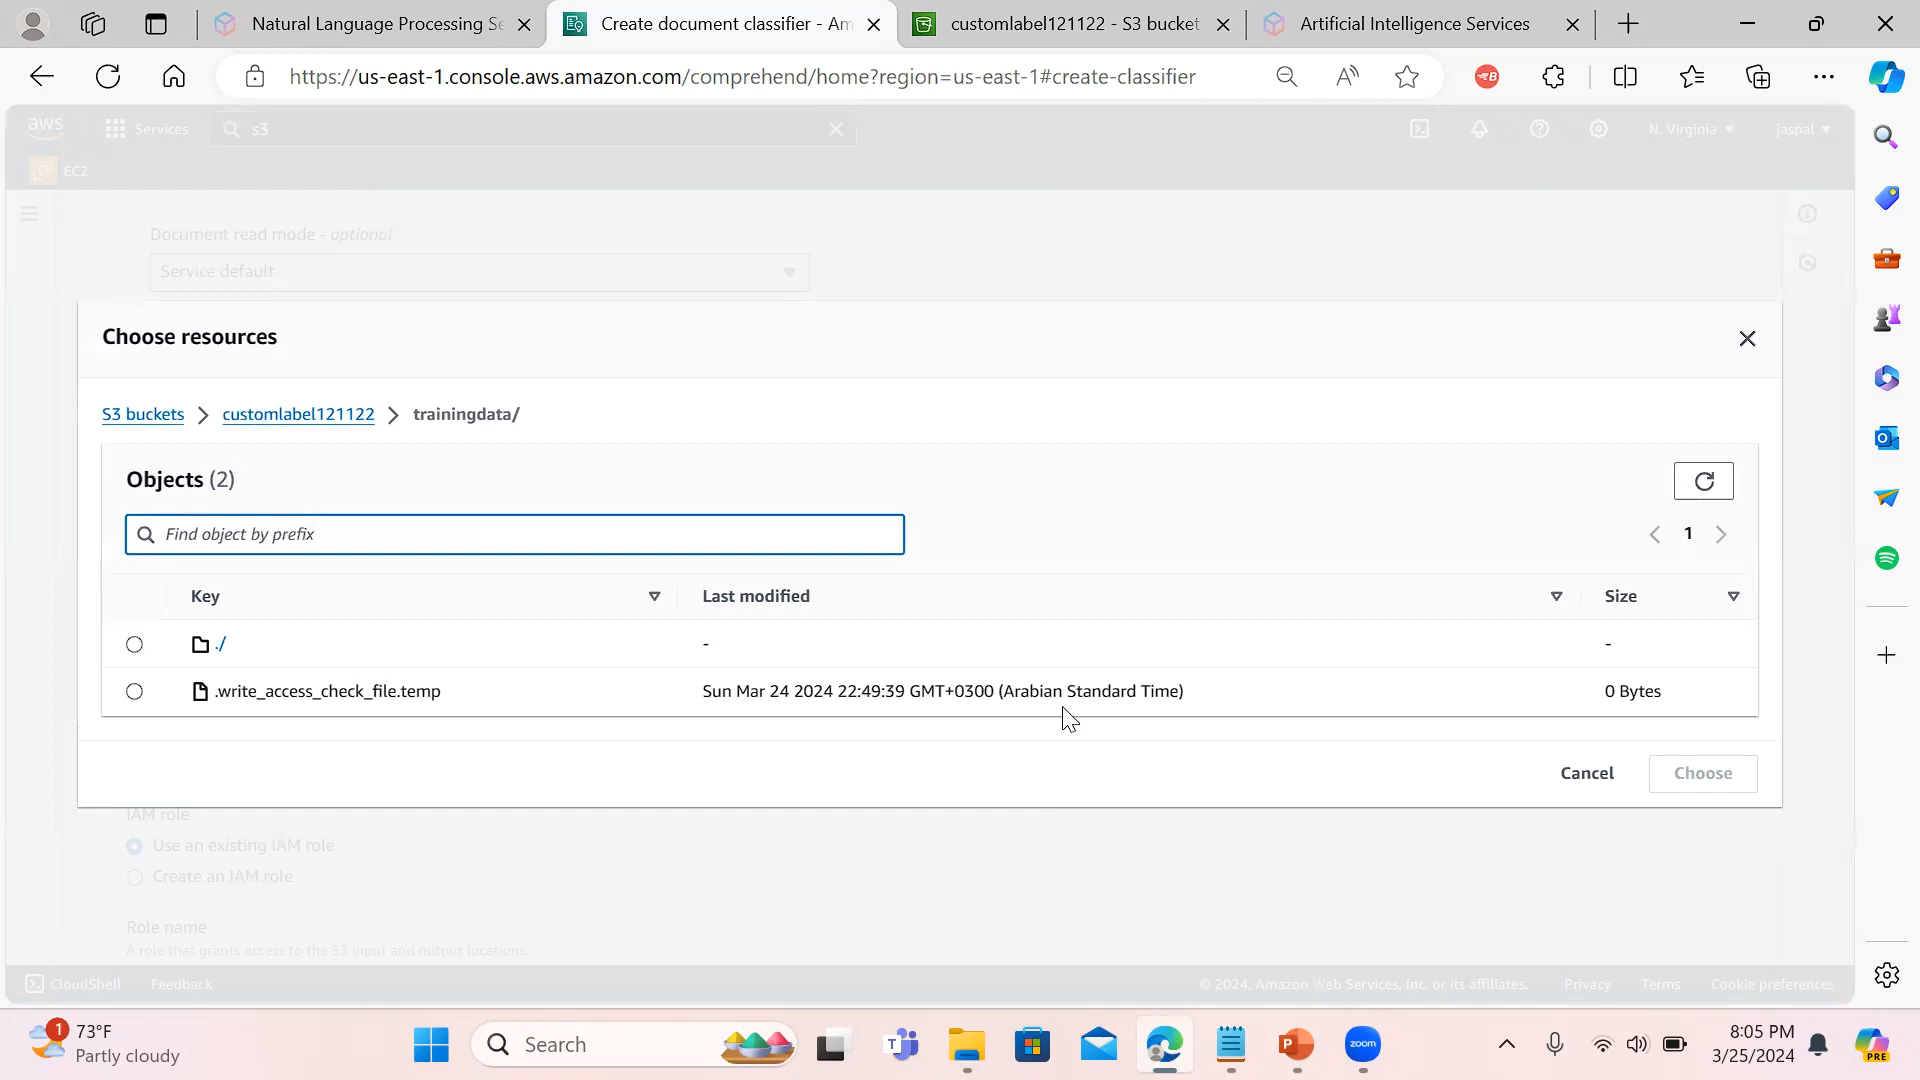 Natural Language Processing Se
Create document classifier - Am
customlabel121122 - S3 bucket
Artificial Intelligence Services
https://us-east-1.console.aws.amazon.com/comprehend/home?region=us-east-1#create-classifier
aws
Services
s3
N. Virginia
jaspal
EC2
Document read mode - optional
Service default
Choose resources
S3 buckets
customlabel121122
trainingdata/
Objects (2)
Find object by prefix
1
Key
Last modified
Size
./
-
-
.write_access_check_file.temp
Sun Mar 24 2024 22:49:39 GMT+0300 (Arabian Standard Time)
0 Bytes
Cancel
Choose
IAM role
Use an existing IAM role
Create an IAM role
Role name
A role that grants access to the S3 input and output locations.
CloudShell
Feedback
© 2024, Amazon Web Services, Inc. or its affiliates.
Privacy
Terms
Cookie preferences
1
73°F
Partly cloudy
Search
zoom
8:05 PM
3/25/2024
PRE